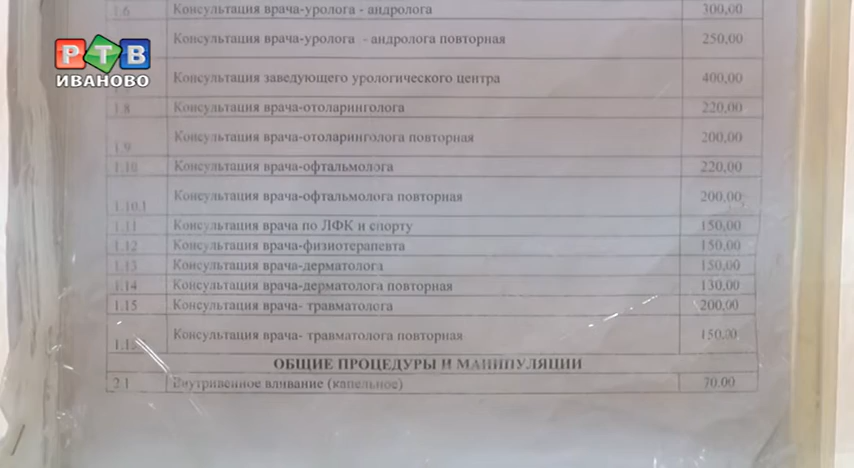 1.6 Консультация врача-уролога - андролога 300,00
Консультация врача-уролога - андролога повторная 250,00
РТВ
ИВАНОВО
Консультация заведующего урологического центра 400,00
1.8 Консультация врача-отоларинголога 220,00
1.9 Консультация врача-отоларинголога повторная 200,00
1.10 Консультация врача-офтальмолога 220,00
1.10.1 Консультация врача-офтальмолога повторная 200,00
1.11 Консультация врача по ЛФК и спорту 150,00
1.12 Консультация врача-физиотерапевта 150,00
1.13 Консультация врача-дерматолога 150,00
1.14 Консультация врача-дерматолога повторная 130,00
1.15 Консультация врача- травматолога 200,00
Консультация врача- травматолога повторная 150.00
ОБЩИЕ ПРОЦЕДУРЫ И МАНИПУЛЯЦИИ
2.1 Внутривенное вливание (капельное) 70.00